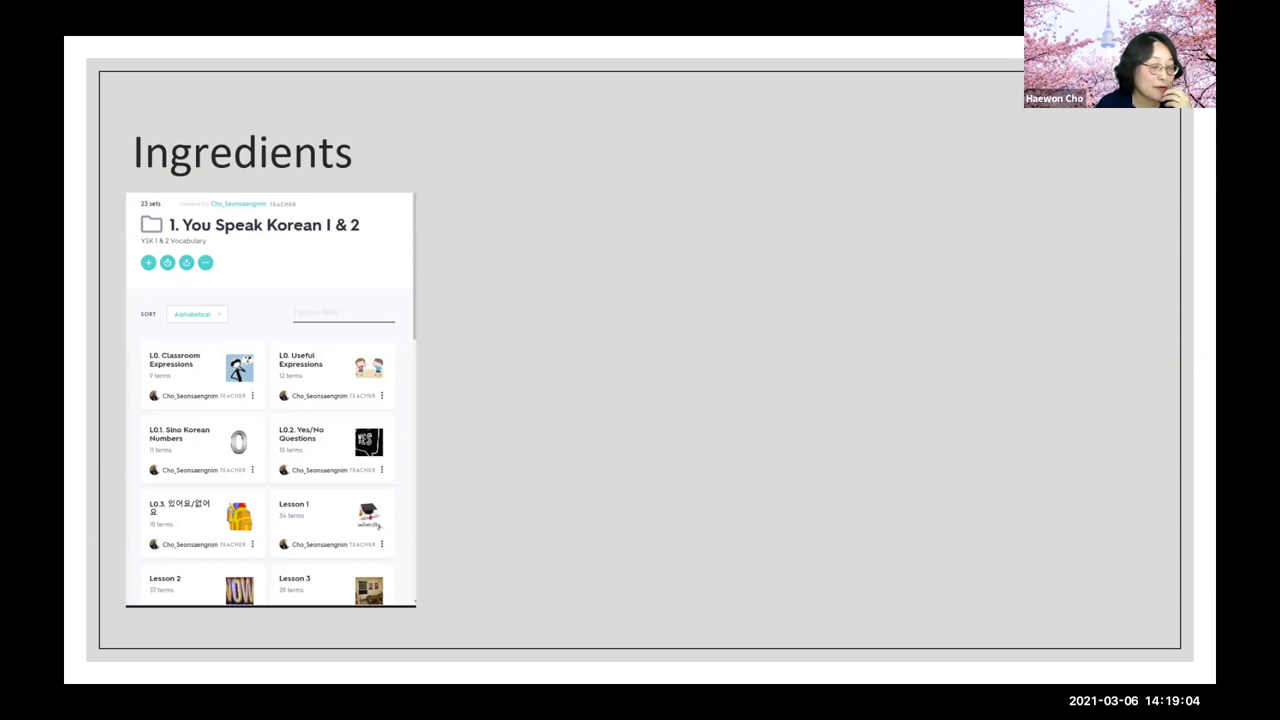 Haewon Cho
Ingredients
23 sets created by Cho_Seonsaengnim TEACHER
1. You Speak Korean I & 2
YSK 1 & 2 Vocabulary
SORT Alphabetical
L0. Classroom
Expressions
9 terms
Cho_Seonsaengnim TEACHER
L0. Useful
Expressions
12 terms
Cho_Seonsaengnim TEACHER
L0.1. Sino Korean
Numbers
11 terms
Cho_Seonsaengnim TEACHER
L0.2. Yes/No
Questions
10 terms
YES
Cho_Seonsaengnim TEACHER
L0.3. 있어요/없어
요
10 terms
Cho_Seonsaengnim TEACHER
Lesson 1
34 terms
Cho_Seonsaengnim TEACHER
Lesson 2
37 terms
Lesson 3
28 terms
2021-03-06 14:19:04